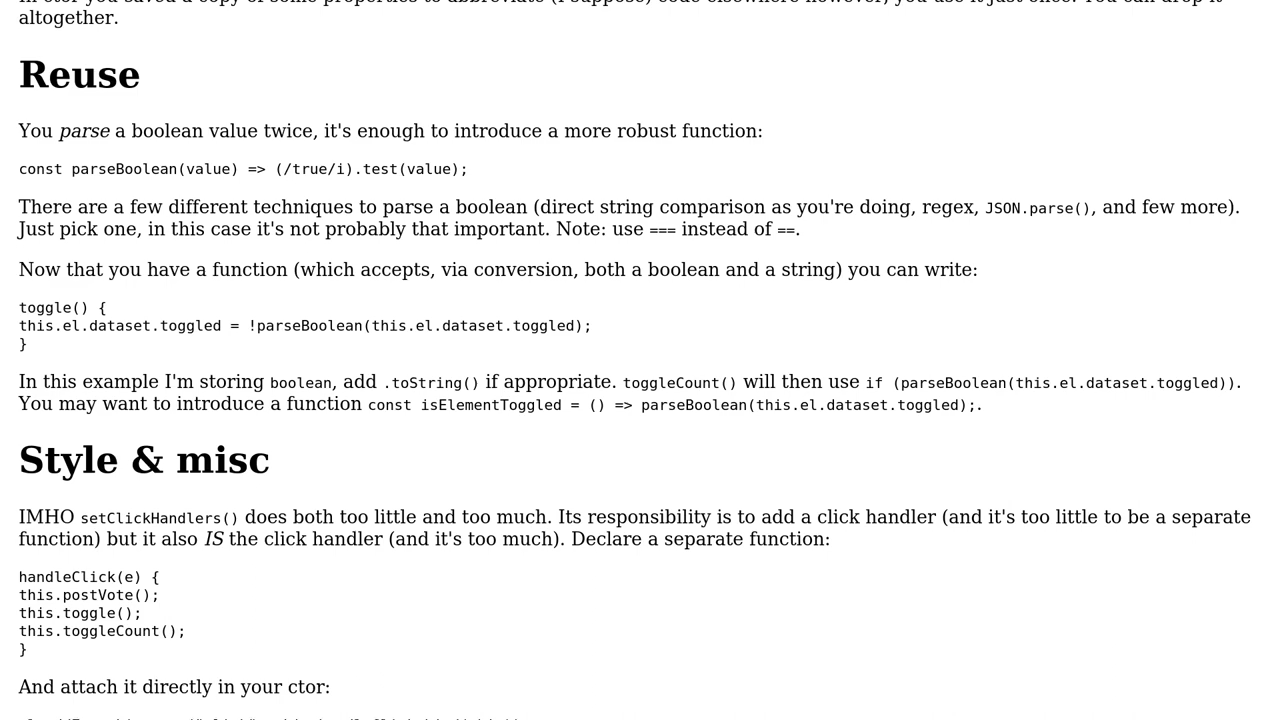 altogether.
Reuse
You parse a boolean value twice, it's enough to introduce a more robust function:
const parseBoolean(value) => (/true/i).test(value);
There are a few different techniques to parse a boolean (direct string comparison as you're doing, regex, JSON.parse(), and few more).
Just pick one, in this case it's not probably that important. Note: use === instead of ==.
Now that you have a function (which accepts, via conversion, both a boolean and a string) you can write:
toggle() {
this.el.dataset.toggled = !parseBoolean(this.el.dataset.toggled);
}
In this example I'm storing boolean, add .toString() if appropriate. toggleCount() will then use if (parseBoolean(this.el.dataset.toggled)).
You may want to introduce a function const isElementToggled = () => parseBoolean(this.el.dataset.toggled);.
Style & misc
IMHO setClickHandlers() does both too little and too much. Its responsibility is to add a click handler (and it's too little to be a separate
function) but it also IS the click handler (and it's too much). Declare a separate function:
handleClick(e) {
this.postVote();
this.toggle();
this.toggleCount();
}
And attach it directly in your ctor: